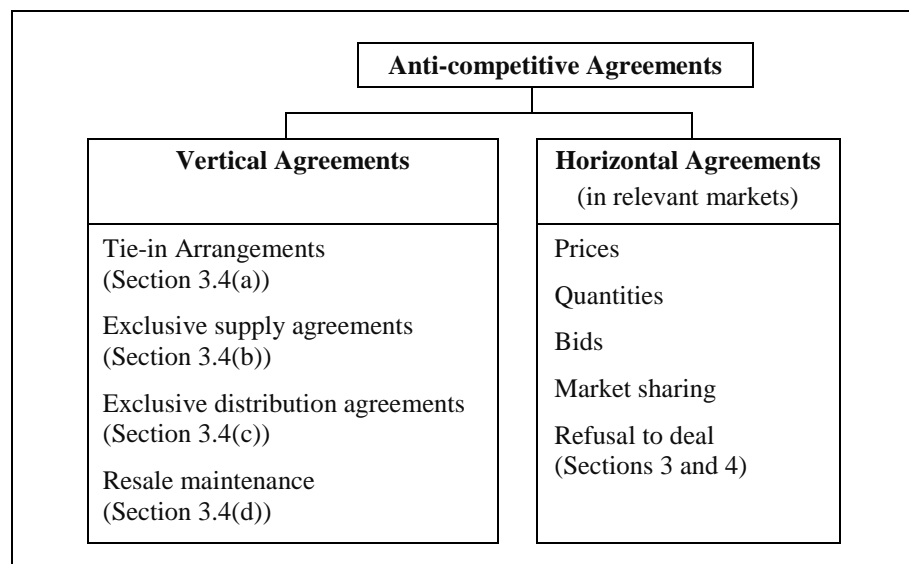 Anti-competitive Agreements
Vertical Agreements
Tie-in Arrangements
(Section 3.4(a))
Exclusive supply agreements
(Section 3.4(b))
Exclusive distribution agreements
(Section 3.4(c))
Resale maintenance
(Section 3.4(d))
Horizontal Agreements
(in relevant markets)
Prices
Quantities
Bids
Market sharing
Refusal to deal
(Sections 3 and 4)